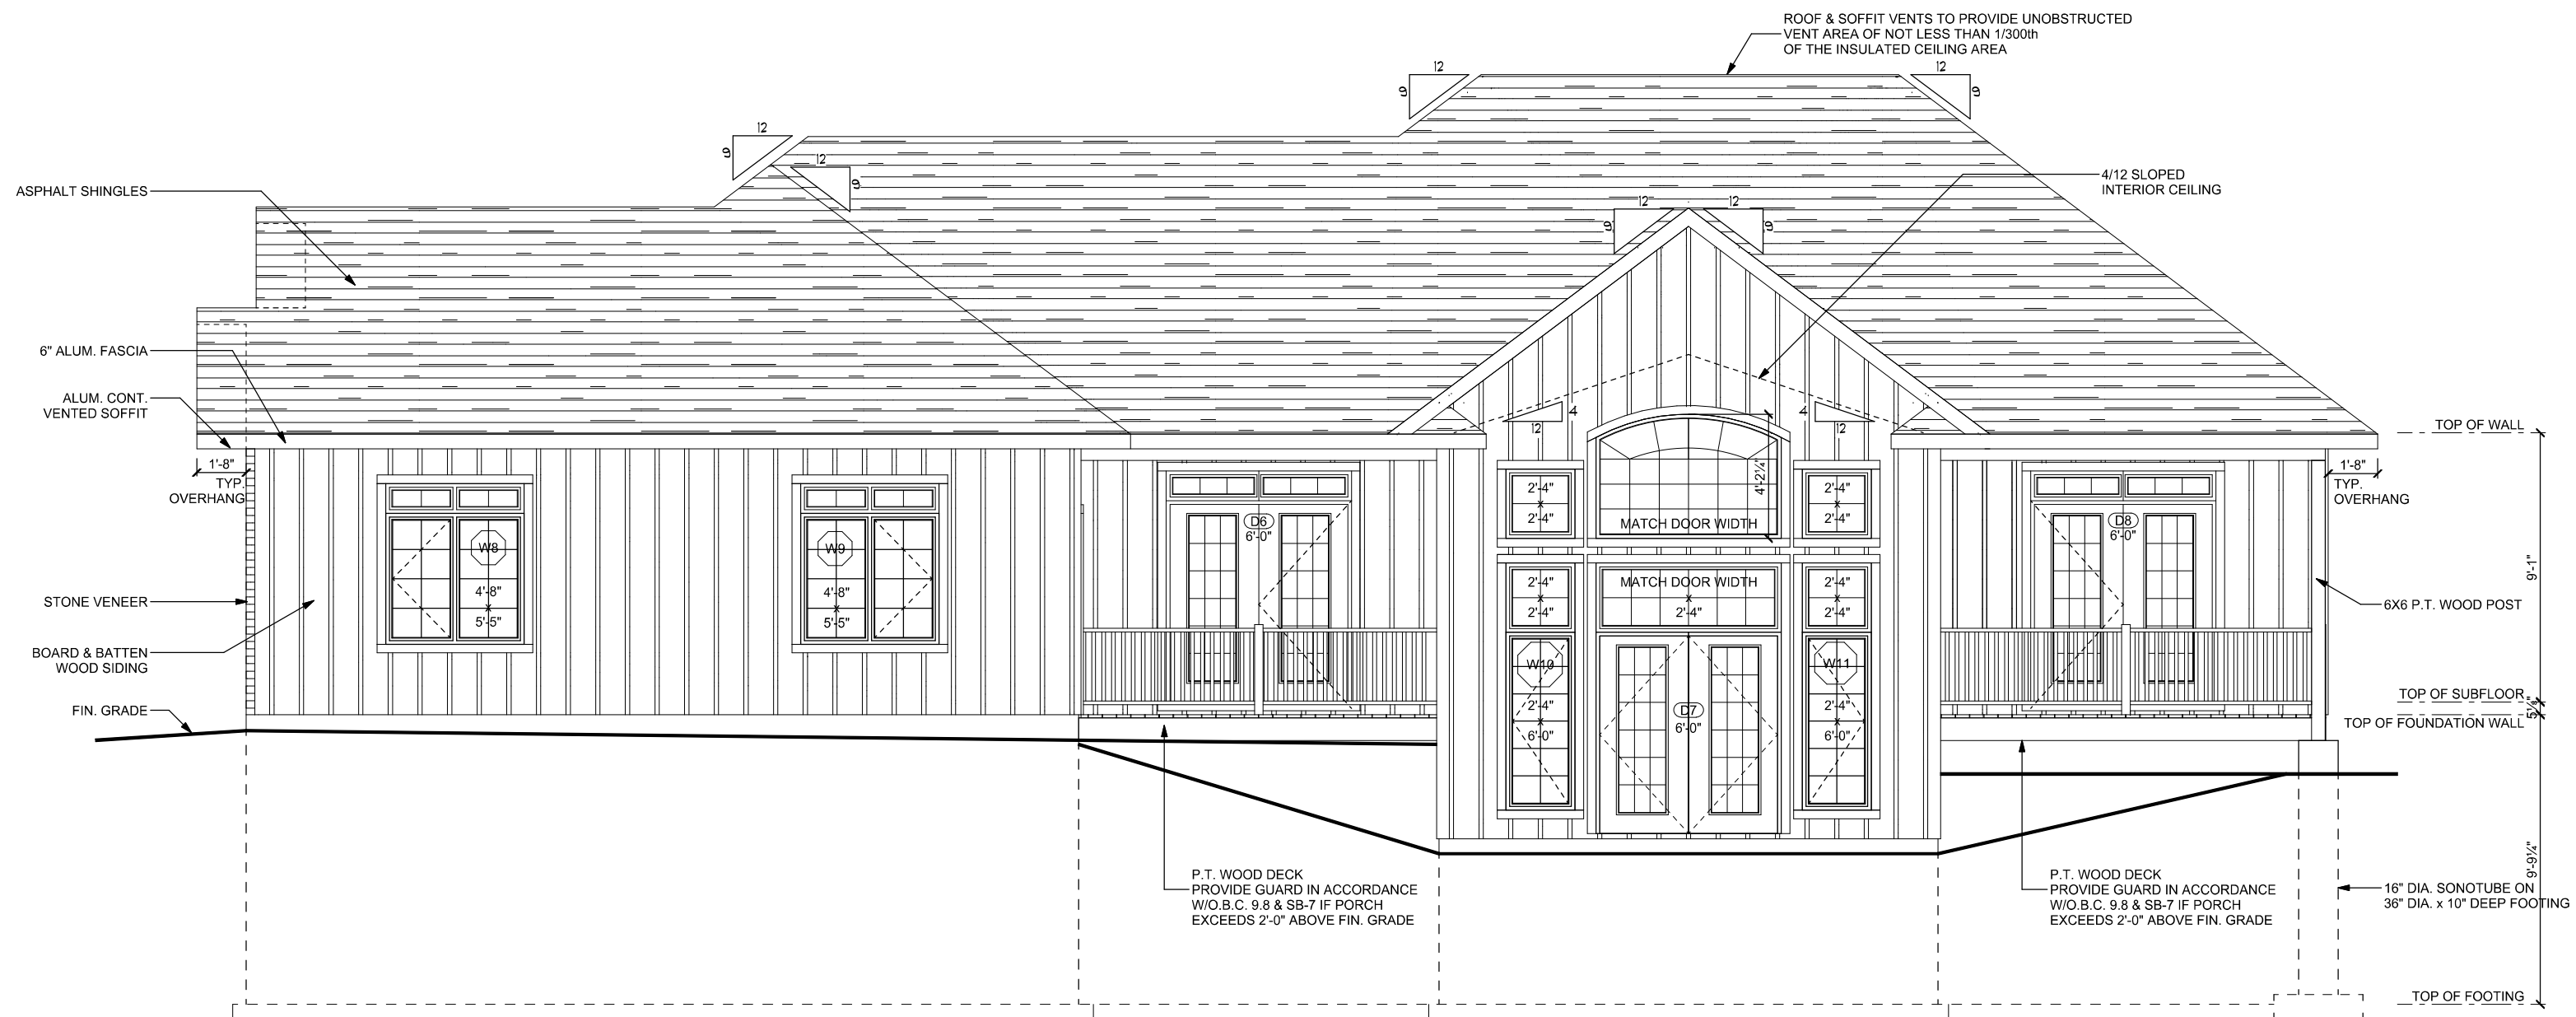 ROOF & SOFFIT VENTS TO PROVIDE UNOBSTRUCTED
VENT AREA OF NOT LESS THAN 1/300th
OF THE INSULATED CEILING AREA
12
9
12
9
12
9
12
9
ASPHALT SHINGLES
4/12 SLOPED
INTERIOR CEILING
12
9
12
9
6" ALUM. FASCIA
ALUM. CONT.
VENTED SOFFIT
4
12
4
12
TOP OF WALL
1'-8"
TYP.
OVERHANG
1'-8"
TYP.
OVERHANG
4'-2¼"
2'-4"
x
2'-4"
MATCH DOOR WIDTH
2'-4"
x
2'-4"
D6
6'-0"
D8
6'-0"
W8
4'-8"
x
5'-5"
W9
4'-8"
x
5'-5"
2'-4"
x
2'-4"
MATCH DOOR WIDTH
x
2'-4"
2'-4"
x
2'-4"
9'-1"
STONE VENEER
6X6 P.T. WOOD POST
BOARD & BATTEN
WOOD SIDING
W10
2'-4"
x
6'-0"
D7
6'-0"
W11
2'-4"
x
6'-0"
FIN. GRADE
TOP OF SUBFLOOR
TOP OF FOUNDATION WALL
P.T. WOOD DECK
PROVIDE GUARD IN ACCORDANCE
W/O.B.C. 9.8 & SB-7 IF PORCH
EXCEEDS 2'-0" ABOVE FIN. GRADE
P.T. WOOD DECK
PROVIDE GUARD IN ACCORDANCE
W/O.B.C. 9.8 & SB-7 IF PORCH
EXCEEDS 2'-0" ABOVE FIN. GRADE
9'-9¼"
16" DIA. SONOTUBE ON
36" DIA. x 10" DEEP FOOTING
TOP OF FOOTING